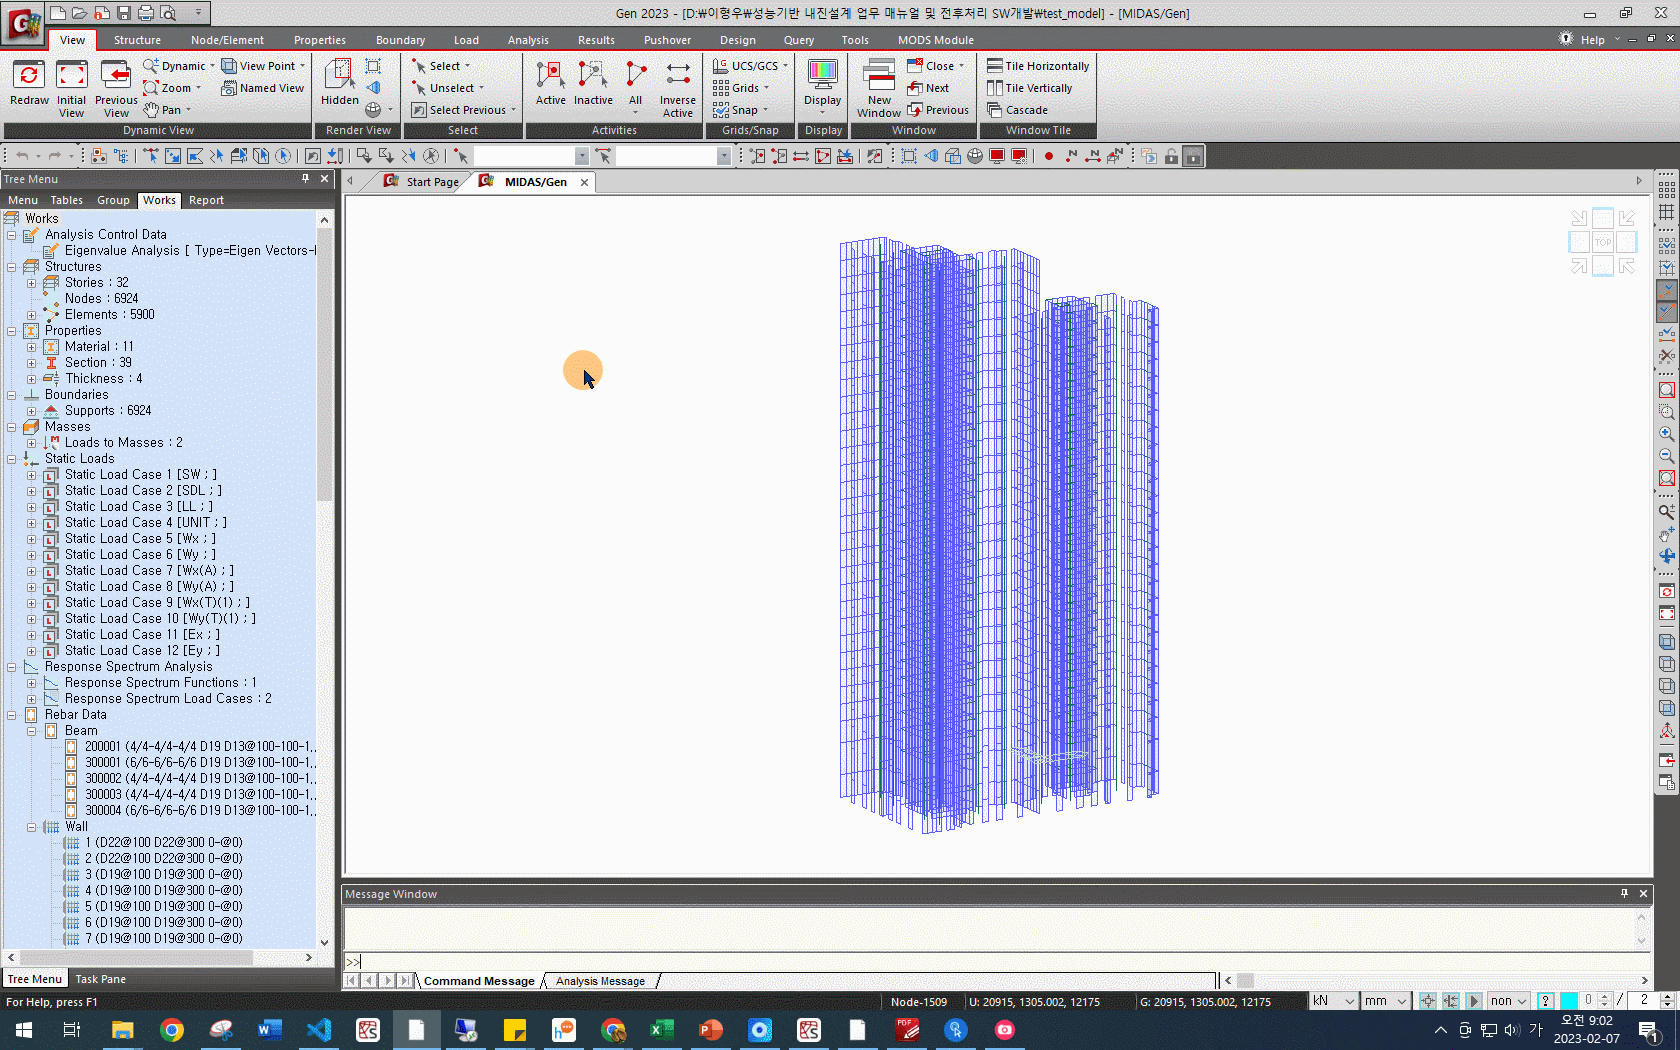 Gen 2023 - [D:₩이형우₩성능기반 내진설계 업무 매뉴얼 및 전후처리 SW개발₩test_model] - [MIDAS/Gen]
View Structure Node/Element Properties Boundary Load Analysis Results Pushover Design Query Tools MODS Module Help
Redraw
Initial View
Previous View
Dynamic
Zoom
Pan
View Point
Named View
Dynamic View
Hidden
Render View
Select
Unselect
Select Previous
Select
Active
Inactive
All
Inverse Active
Activities
UCS/GCS
Grids
Snap
Grids/Snap
Display
Display
New Window
Close
Next
Previous
Window
Tile Horizontally
Tile Vertically
Cascade
Window Tile
Tree Menu
Menu Tables Group Works Report
Start Page MIDAS/Gen
Works
Analysis Control Data
Eigenvalue Analysis [ Type=Eigen Vectors-
Structures
Stories : 32
Nodes : 6924
Elements : 5900
Properties
Material : 11
Section : 39
Thickness : 4
Boundaries
Supports : 6924
Masses
Loads to Masses : 2
Static Loads
Static Load Case 1 [SW ; ]
Static Load Case 2 [SDL ; ]
Static Load Case 3 [LL ; ]
Static Load Case 4 [UNIT ; ]
Static Load Case 5 [Wx ; ]
Static Load Case 6 [Wy ; ]
Static Load Case 7 [Wx(A) ; ]
Static Load Case 8 [Wy(A) ; ]
Static Load Case 9 [Wx(T)(1) ; ]
Static Load Case 10 [Wy(T)(1) ; ]
Static Load Case 11 [Ex ; ]
Static Load Case 12 [Ey ; ]
Response Spectrum Analysis
Response Spectrum Functions : 1
Response Spectrum Load Cases : 2
Rebar Data
Beam
200001 (4/4-4/4-4/4 D19 D13@100-100-1...
300001 (6/6-6/6-6/6 D19 D13@100-100-1...
300002 (4/4-4/4-4/4 D19 D13@100-100-1...
300003 (4/4-4/4-4/4 D19 D13@100-100-1...
300004 (6/6-6/6-6/6 D19 D13@100-100-1...
Wall
1 (D22@100 D22@300 0-@0)
2 (D22@100 D22@300 0-@0)
3 (D19@100 D19@300 0-@0)
4 (D19@100 D19@300 0-@0)
5 (D19@100 D19@300 0-@0)
6 (D19@100 D19@300 0-@0)
7 (D19@100 D19@300 0-@0)
TOP
Message Window
>>
Command Message Analysis Message
Tree Menu Task Pane
For Help, press F1
Node-1509 U: 20915, 1305.002, 12175 G: 20915, 1305.002, 12175 kN mm non ? 0 / 2
가
오전 9:02
2023-02-07
1